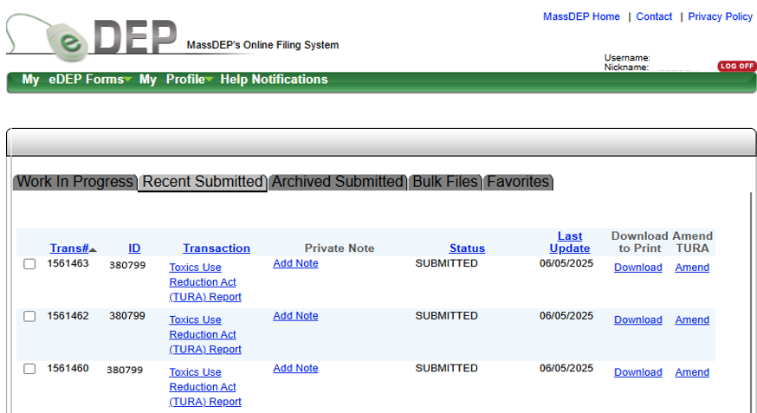 MassDEP Home | Contact | Privacy Policy
eDEP MassDEP's Online Filing System
Username:
Nickname:
LOG OFF
My eDEP Forms My Profile Help Notifications
Work In Progress Recent Submitted Archived Submitted Bulk Files Favorites
Trans# ID Transaction Private Note Status Last Update Download to Print Amend TURA
1561463 380799 Toxics Use Reduction Act (TURA) Report Add Note SUBMITTED 06/05/2025 Download Amend
1561462 380799 Toxics Use Reduction Act (TURA) Report Add Note SUBMITTED 06/05/2025 Download Amend
1561460 380799 Toxics Use Reduction Act (TURA) Report Add Note SUBMITTED 06/05/2025 Download Amend